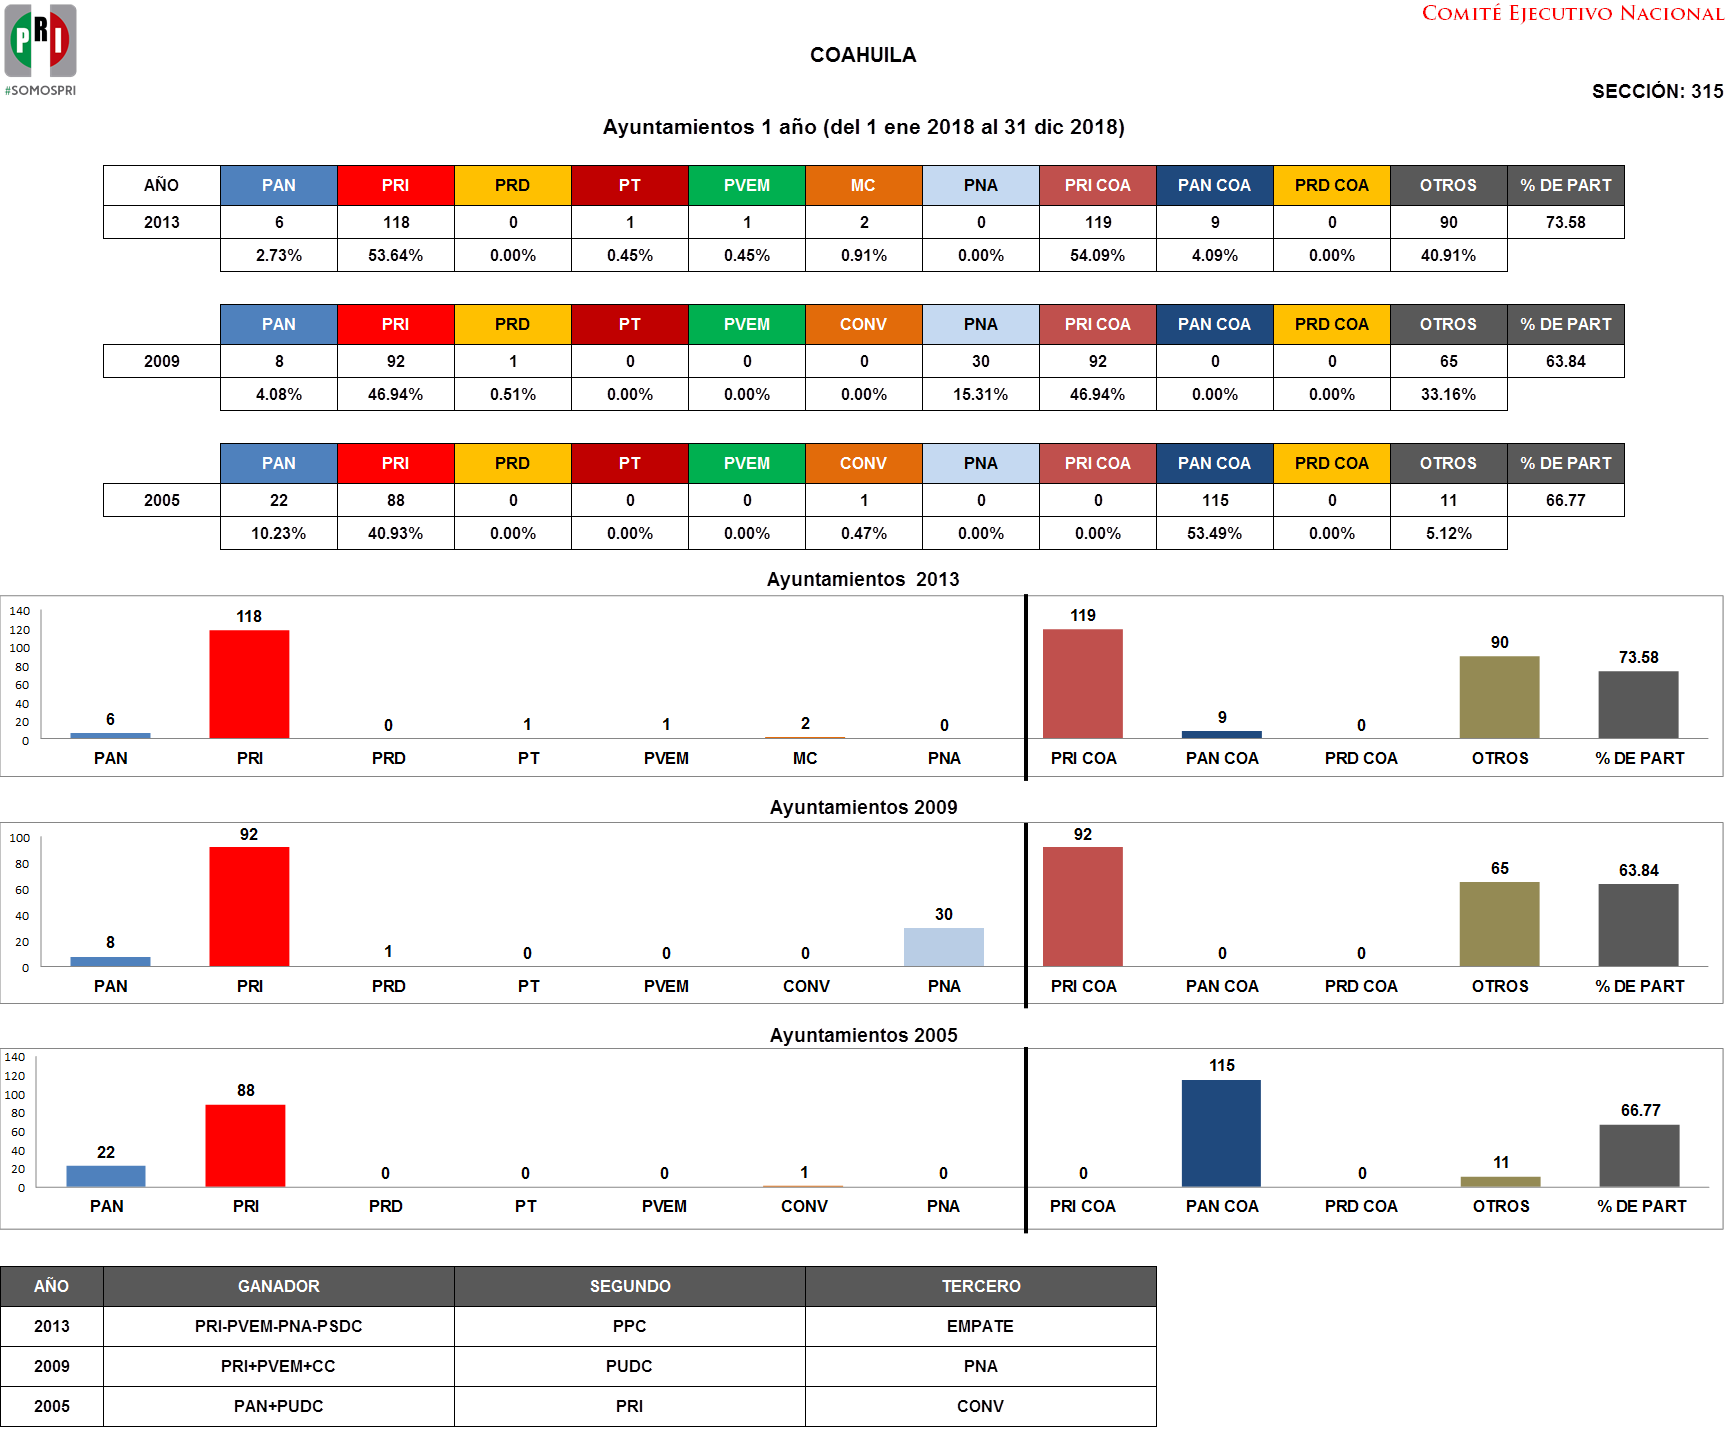 PRI
#SOMOSPRI
COMITÉ EJECUTIVO NACIONAL
COAHUILA
SECCIÓN: 315
Ayuntamientos 1 año (del 1 ene 2018 al 31 dic 2018)
AÑO PAN PRI PRD PT PVEM MC PNA PRI COA PAN COA PRD COA OTROS % DE PART
2013 6 118 0 1 1 2 0 119 9 0 90 73.58
2.73% 53.64% 0.00% 0.45% 0.45% 0.91% 0.00% 54.09% 4.09% 0.00% 40.91%
PAN PRI PRD PT PVEM CONV PNA PRI COA PAN COA PRD COA OTROS % DE PART
2009 8 92 1 0 0 0 30 92 0 0 65 63.84
4.08% 46.94% 0.51% 0.00% 0.00% 0.00% 15.31% 46.94% 0.00% 0.00% 33.16%
PAN PRI PRD PT PVEM CONV PNA PRI COA PAN COA PRD COA OTROS % DE PART
2005 22 88 0 0 0 1 0 0 115 0 11 66.77
10.23% 40.93% 0.00% 0.00% 0.00% 0.47% 0.00% 0.00% 53.49% 0.00% 5.12%
Ayuntamientos 2013
140
120
100
80
60
40
20
0
6 118 0 1 1 2 0 119 9 0 90 73.58
PAN PRI PRD PT PVEM MC PNA PRI COA PAN COA PRD COA OTROS % DE PART
Ayuntamientos 2009
100
80
60
40
20
0
8 92 1 0 0 0 30 92 0 0 65 63.84
PAN PRI PRD PT PVEM CONV PNA PRI COA PAN COA PRD COA OTROS % DE PART
Ayuntamientos 2005
140
120
100
80
60
40
20
0
22 88 0 0 0 1 0 0 115 0 11 66.77
PAN PRI PRD PT PVEM CONV PNA PRI COA PAN COA PRD COA OTROS % DE PART
AÑO GANADOR SEGUNDO TERCERO
2013 PRI-PVEM-PNA-PSDC PPC EMPATE
2009 PRI+PVEM+CC PUDC PNA
2005 PAN+PUDC PRI CONV